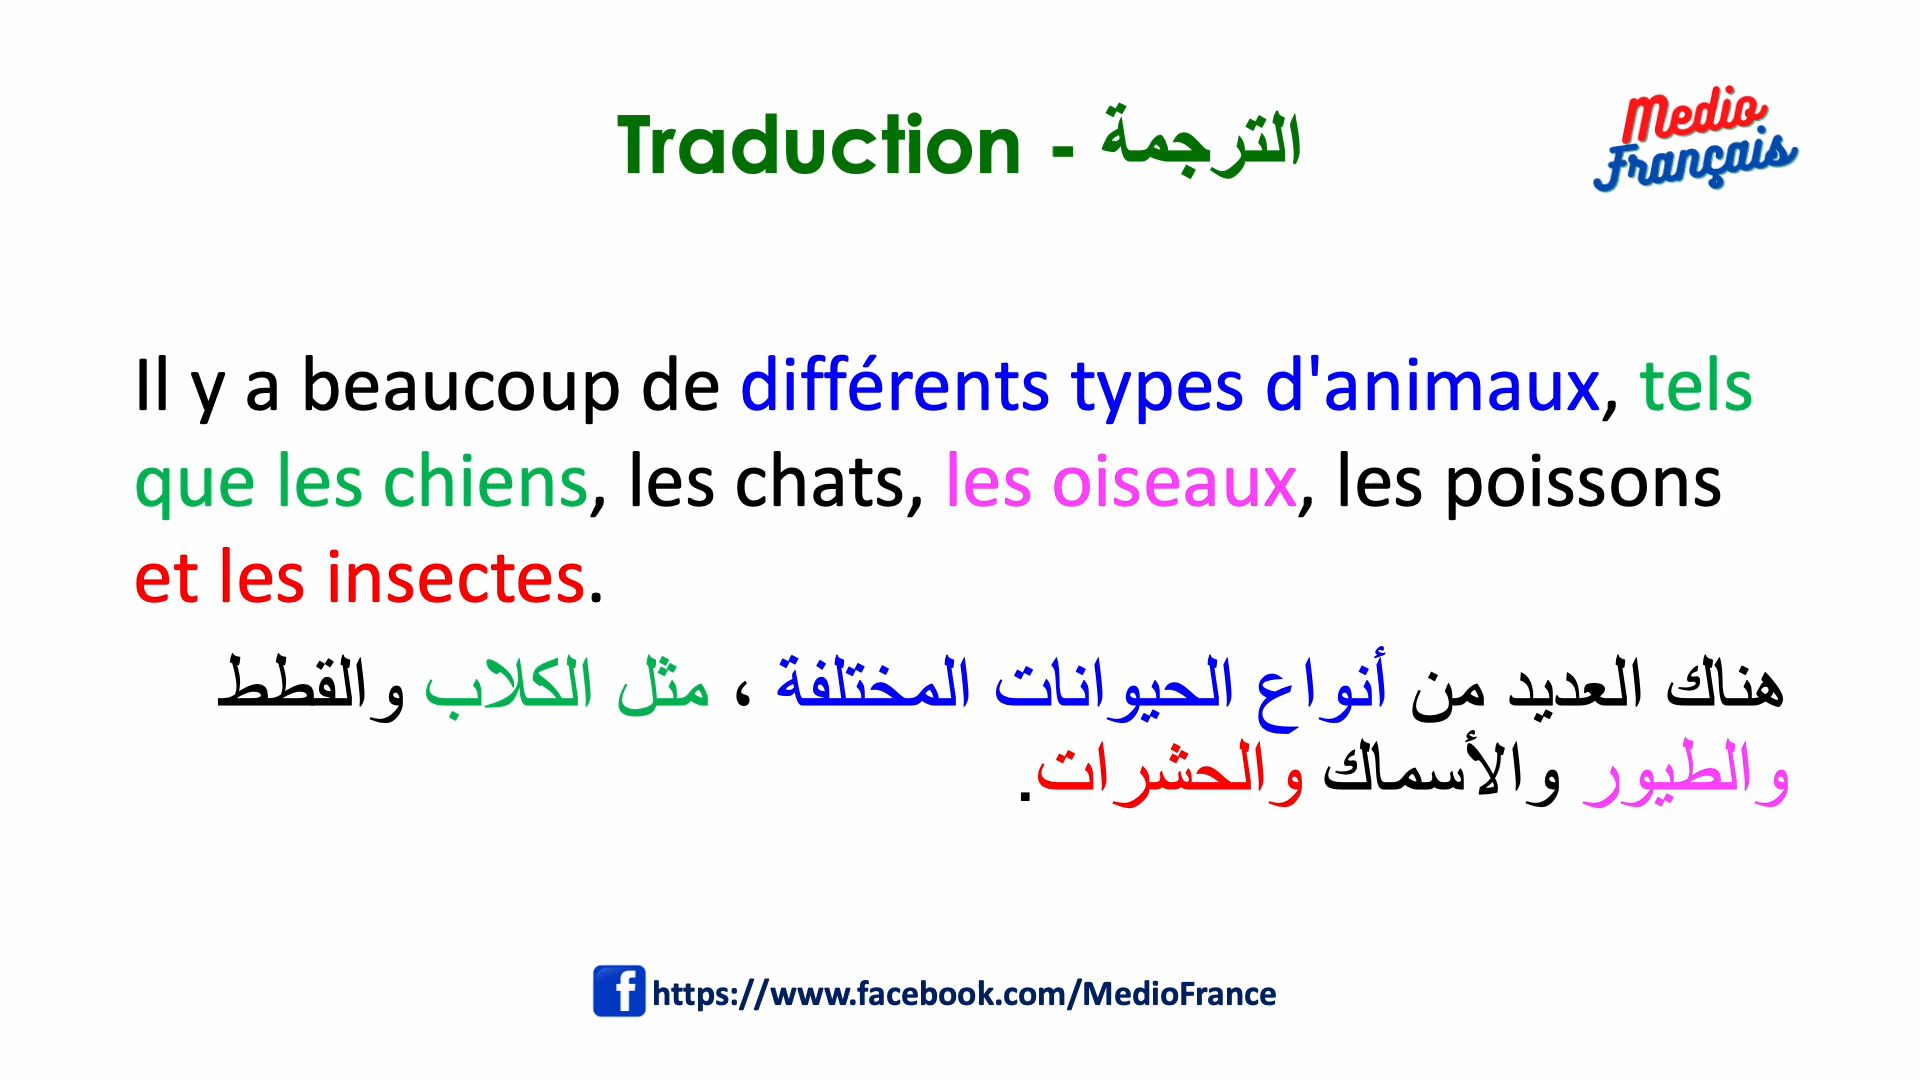 Traduction - الترجمة
Medio
Français
Il y a beaucoup de différents types d'animaux, tels
que les chiens, les chats, les oiseaux, les poissons
et les insectes.
هناك العديد من أنواع الحيوانات المختلفة ، مثل الكلاب والقطط
والطيور والأسماك والحشرات.
f https://www.facebook.com/MedioFrance